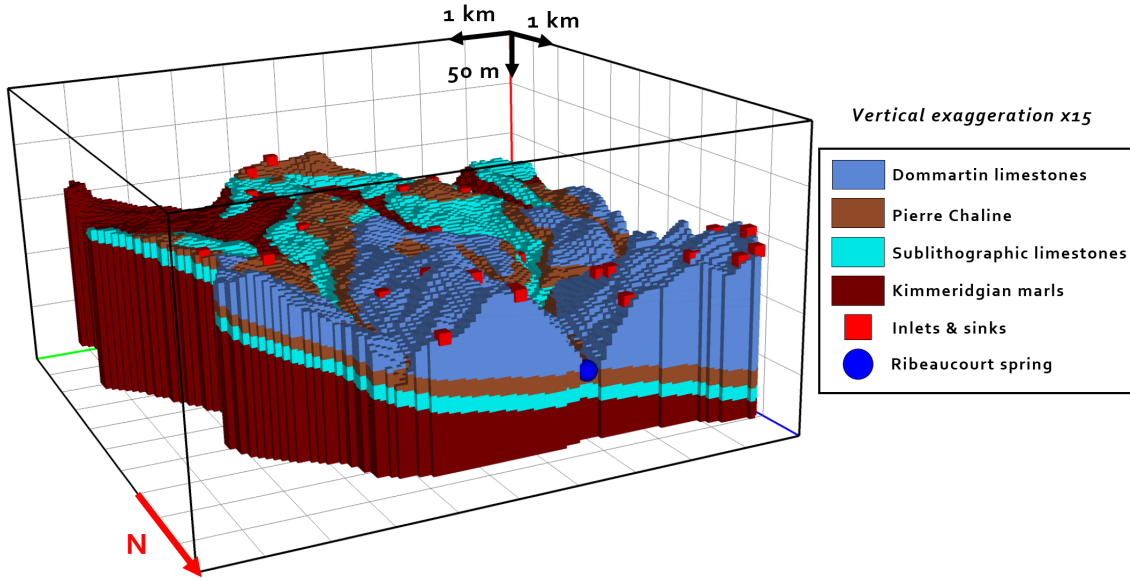 1 km
1 km
50 m
Vertical exaggeration x15
Dommartin limestones
Pierre Chaline
Sublithographic limestones
Kimmeridgian marls
Inlets & sinks
Ribeaucourt spring
N